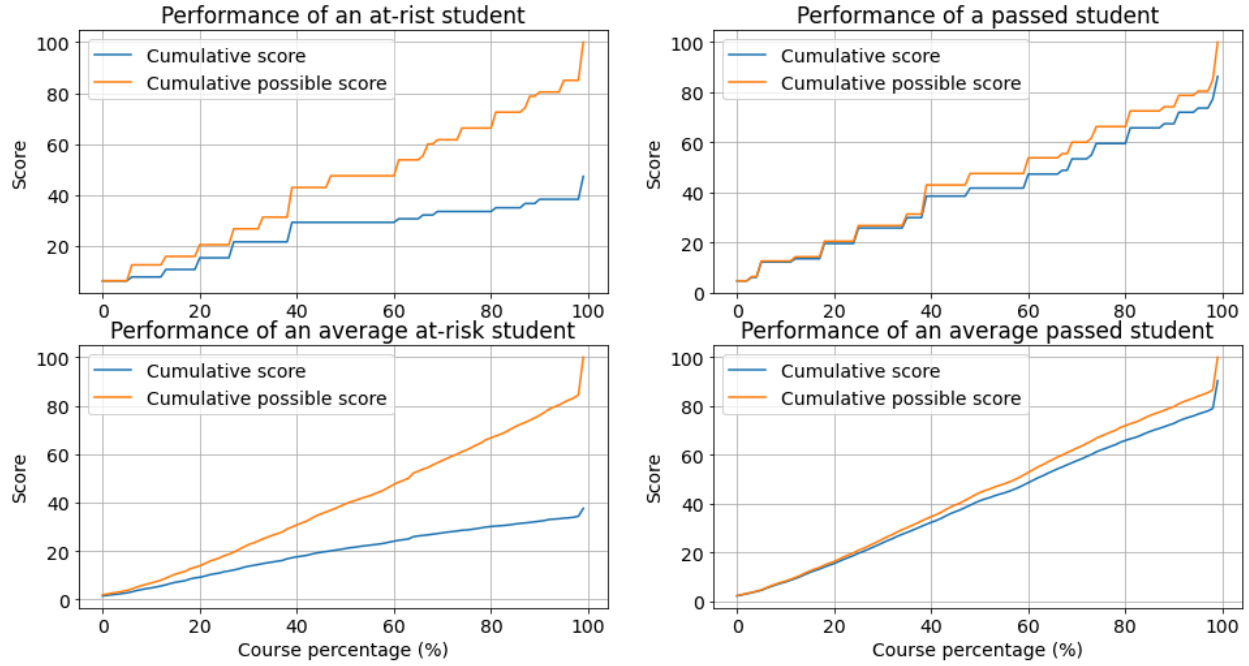 Performance of an at-rist student
Performance of a passed student
100
80
60
40
20
Score
Cumulative score
Cumulative possible score
0 20 40 60 80 100
100
80
60
40
20
0
Score
Cumulative score
Cumulative possible score
0 20 40 60 80 100
Performance of an average at-risk student
Performance of an average passed student
100
80
60
40
20
0
Score
Cumulative score
Cumulative possible score
0 20 40 60 80 100
Course percentage (%)
100
80
60
40
20
0
Score
Cumulative score
Cumulative possible score
0 20 40 60 80 100
Course percentage (%)